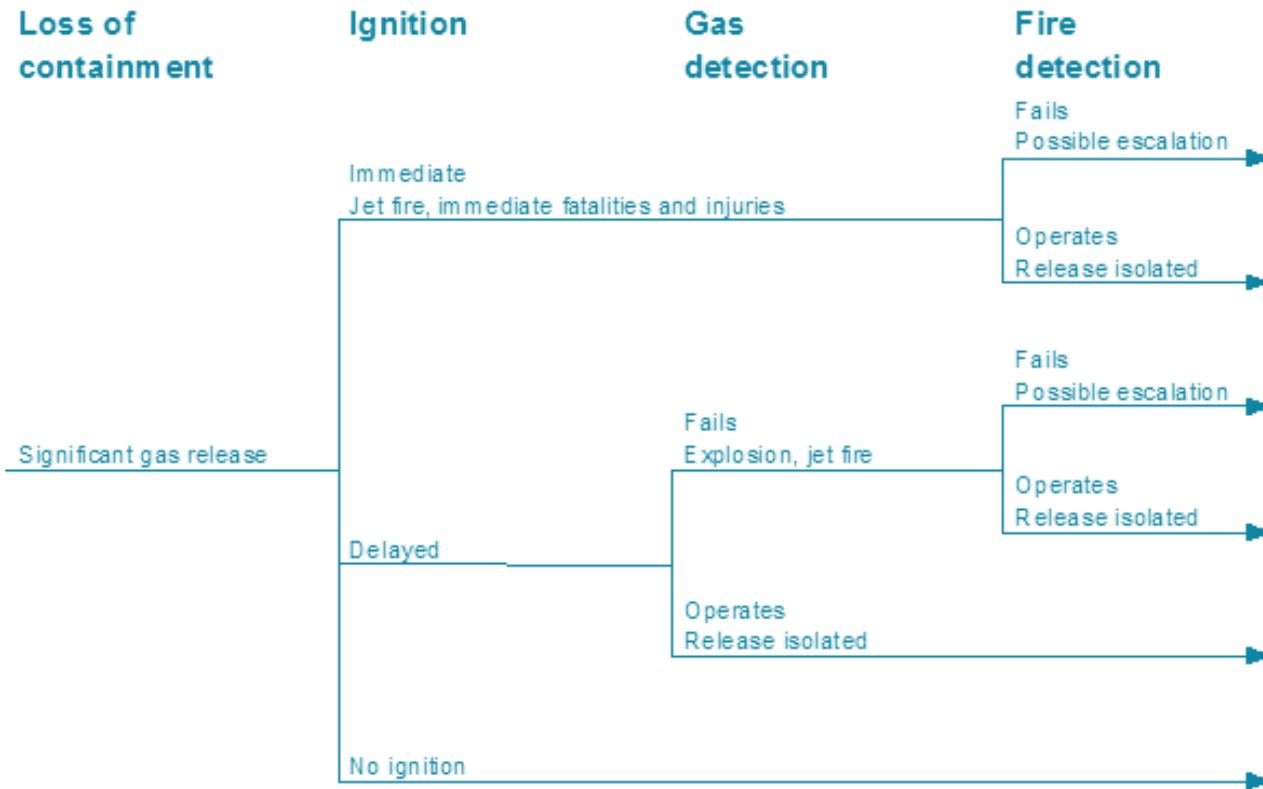 Loss of
containment
Ignition
Gas
detection
Fire
detection
Fails
Possible escalation
Immediate
Jet fire, immediate fatalities and injuries
Operates
Release isolated
Fails
Possible escalation
Fails
Explosion, jet fire
Significant gas release
Operates
Release isolated
Delayed
Operates
Release isolated
No ignition